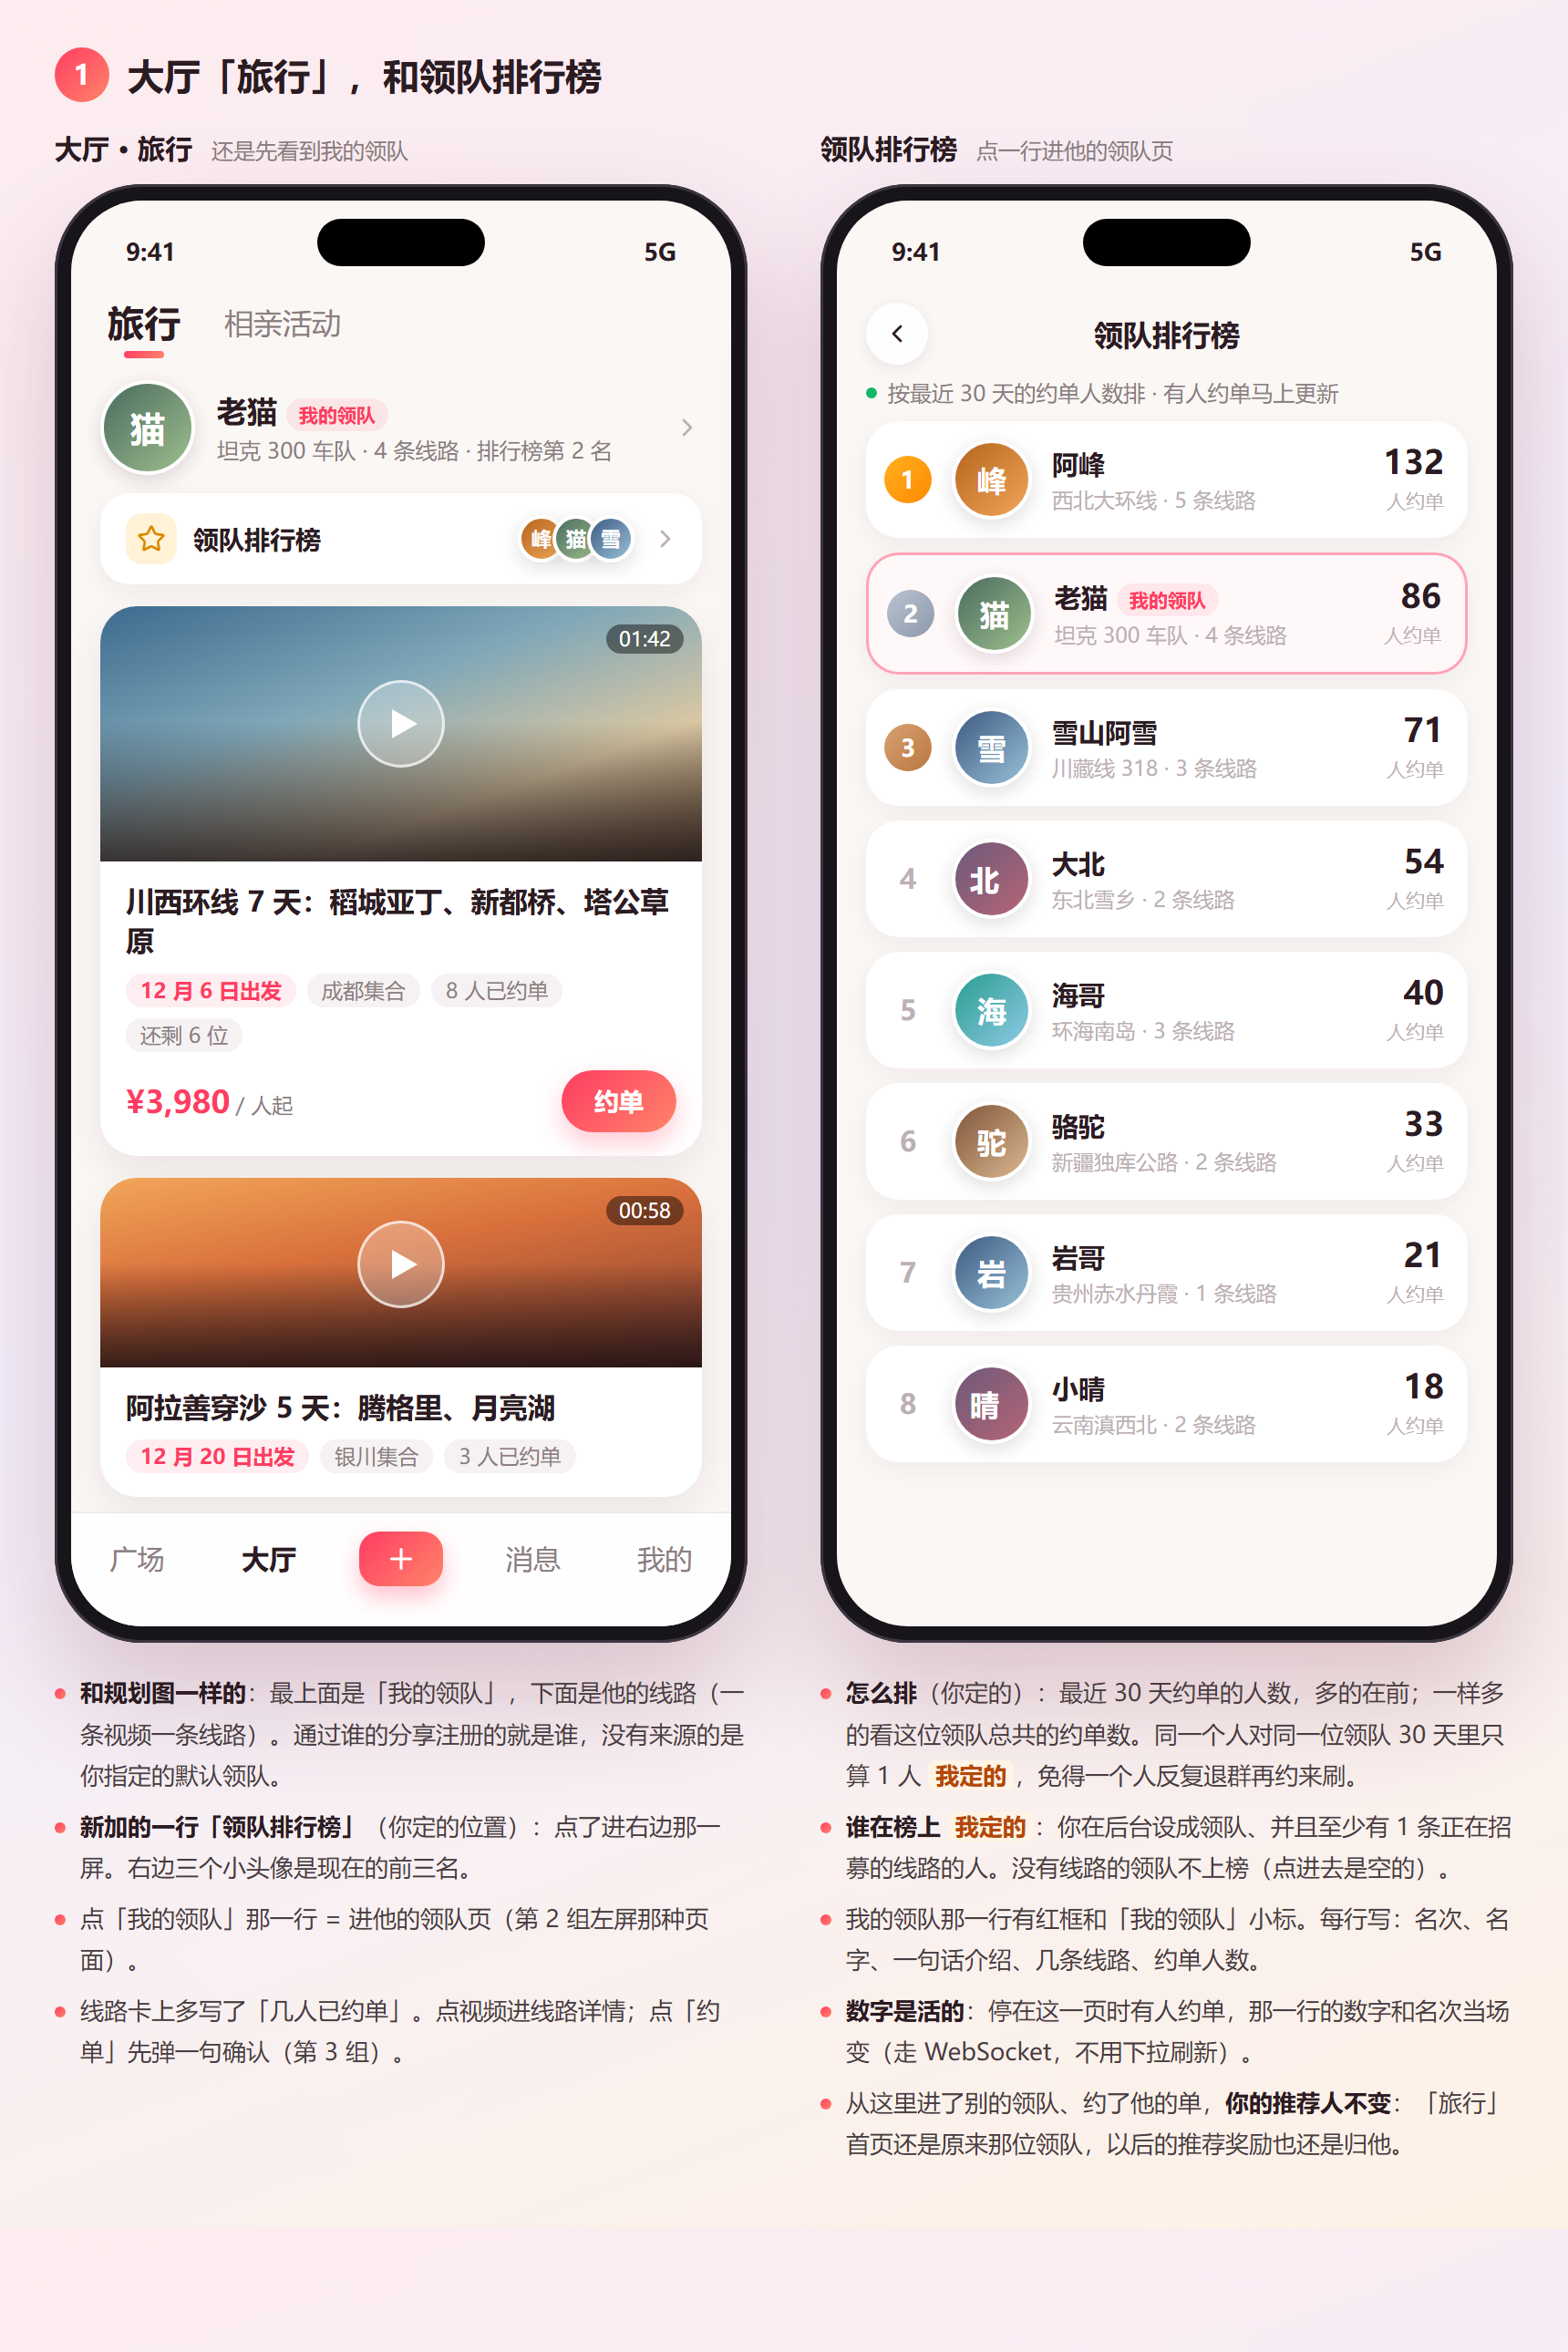 1 大厅「旅行」，和领队排行榜
大厅 · 旅行 还是先看到我的领队
9:41 5G
旅行 相亲活动
猫 老猫 我的领队
坦克 300 车队 · 4 条线路 · 排行榜第 2 名
领队排行榜 峰 猫 雪
01:42
川西环线 7 天：稻城亚丁、新都桥、塔公草
原
12 月 6 日出发 成都集合 8 人已约单
还剩 6 位
¥3,980 / 人起 约单
00:58
阿拉善穿沙 5 天：腾格里、月亮湖
12 月 20 日出发 银川集合 3 人已约单
广场 大厅 + 消息 我的
和规划图一样的：最上面是「我的领队」，下面是他的线路（一
条视频一条线路）。通过谁的分享注册的就是谁，没有来源的是
你指定的默认领队。
新加的一行「领队排行榜」（你定的位置）：点了进右边那一
屏。右边三个小头像是现在的前三名。
点「我的领队」那一行 = 进他的领队页（第 2 组左屏那种页
面）。
线路卡上多写了「几人已约单」。点视频进线路详情；点「约
单」先弹一句确认（第 3 组）。
领队排行榜 点一行进他的领队页
9:41 5G
领队排行榜
按最近 30 天的约单人数排 · 有人约单马上更新
1 峰 阿峰 132
西北大环线 · 5 条线路 人约单
2 猫 老猫 我的领队 86
坦克 300 车队 · 4 条线路 人约单
3 雪 雪山阿雪 71
川藏线 318 · 3 条线路 人约单
4 北 大北 54
东北雪乡 · 2 条线路 人约单
5 海 海哥 40
环海南岛 · 3 条线路 人约单
6 驼 骆驼 33
新疆独库公路 · 2 条线路 人约单
7 岩 岩哥 21
贵州赤水丹霞 · 1 条线路 人约单
8 晴 小晴 18
云南滇西北 · 2 条线路 人约单
怎么排（你定的）：最近 30 天约单的人数，多的在前；一样多
的看这位领队总共的约单数。同一个人对同一位领队 30 天里只
算 1 人 我定的 ，免得一个人反复退群再约来刷。
谁在榜上 我定的 ：你在后台设成领队、并且至少有 1 条正在招
募的线路的人。没有线路的领队不上榜（点进去是空的）。
我的领队那一行有红框和「我的领队」小标。每行写：名次、名
字、一句话介绍、几条线路、约单人数。
数字是活的：停在这一页时有人约单，那一行的数字和名次当场
变（走 WebSocket，不用下拉刷新）。
从这里进了别的领队、约了他的单，你的推荐人不变：「旅行」
首页还是原来那位领队，以后的推荐奖励也还是归他。